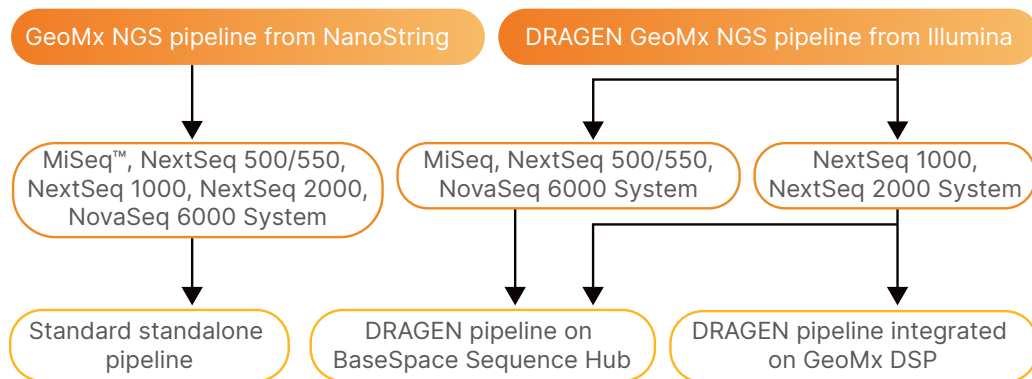 GeoMx NGS pipeline from NanoString
DRAGEN GeoMx NGS pipeline from Illumina
MiSeq™, NextSeq 500/550,
NextSeq 1000, NextSeq 2000,
NovaSeq 6000 System
MiSeq, NextSeq 500/550,
NovaSeq 6000 System
NextSeq 1000,
NextSeq 2000 System
Standard standalone
pipeline
DRAGEN pipeline on
BaseSpace Sequence Hub
DRAGEN pipeline integrated
on GeoMx DSP